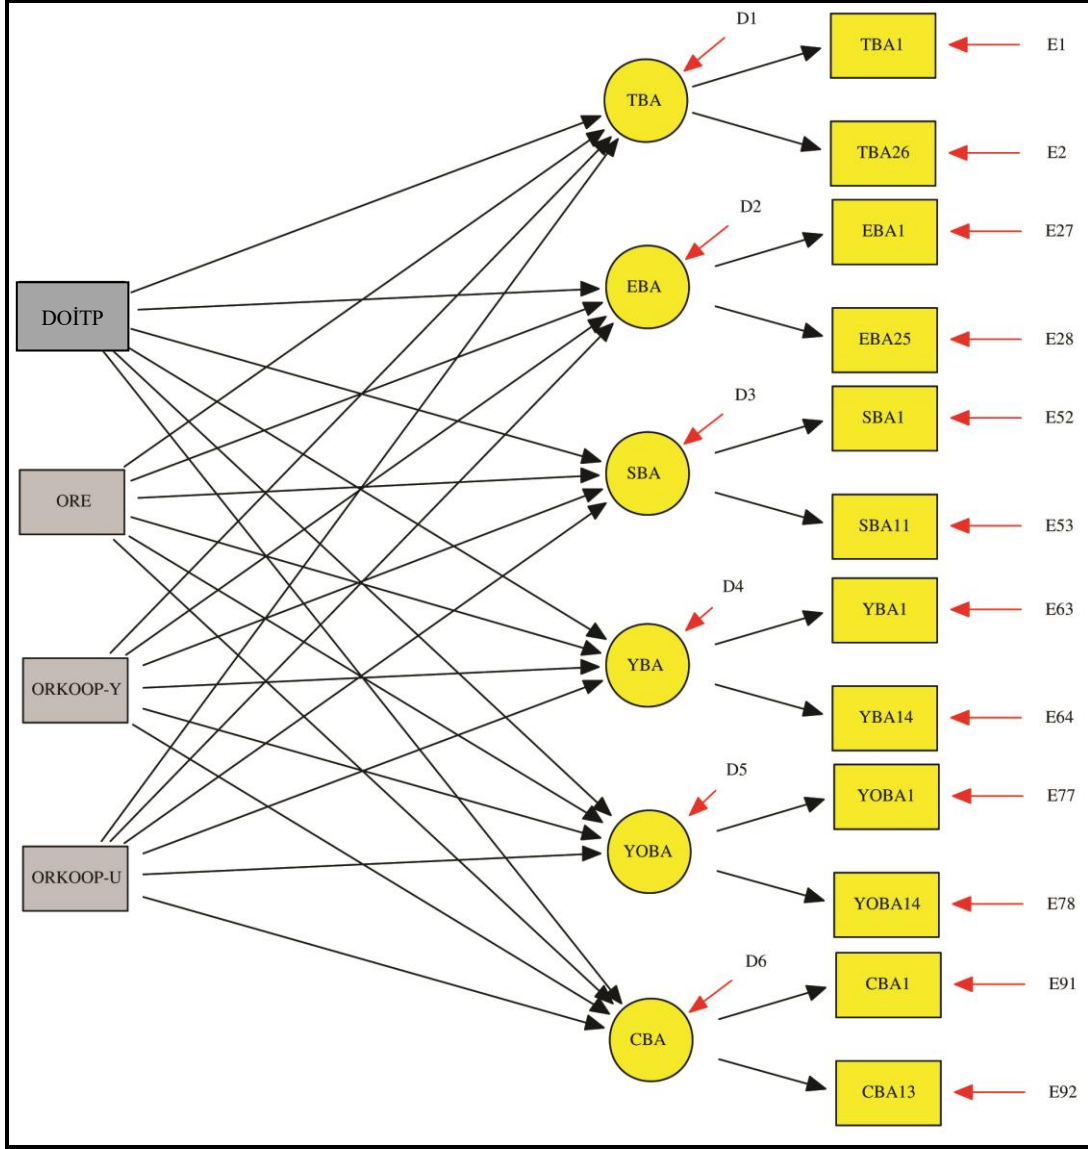 D1
TBA1
E1
TBA
TBA26
E2
D2
EBA1
E27
EBA
DOİTP
EBA25
E28
D3
SBA1
E52
SBA
ORE
SBA11
E53
D4
YBA1
E63
YBA
ORKOOP-Y
YBA14
E64
D5
YOBA1
E77
YOBA
ORKOOP-U
YOBA14
E78
D6
CBA1
E91
CBA
CBA13
E92